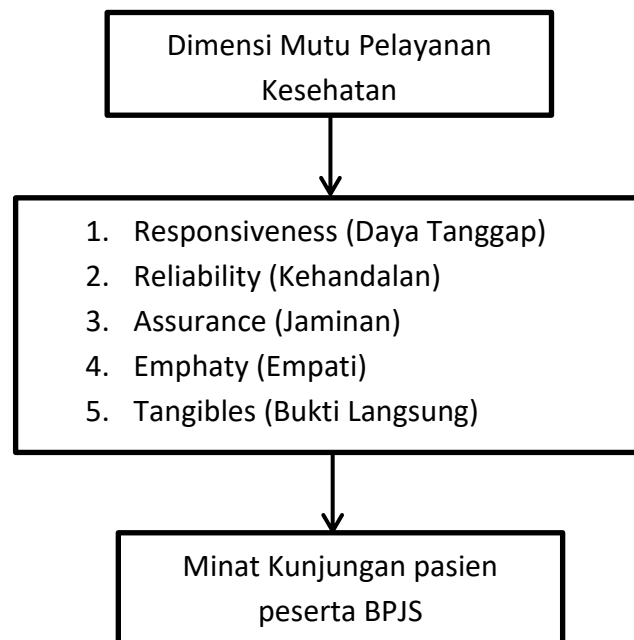 Dimensi Mutu Pelayanan
Kesehatan
1. Responsiveness (Daya Tanggap)
2. Reliability (Kehandalan)
3. Assurance (Jaminan)
4. Emphaty (Empati)
5. Tangibles (Bukti Langsung)
Minat Kunjungan pasien
peserta BPJS